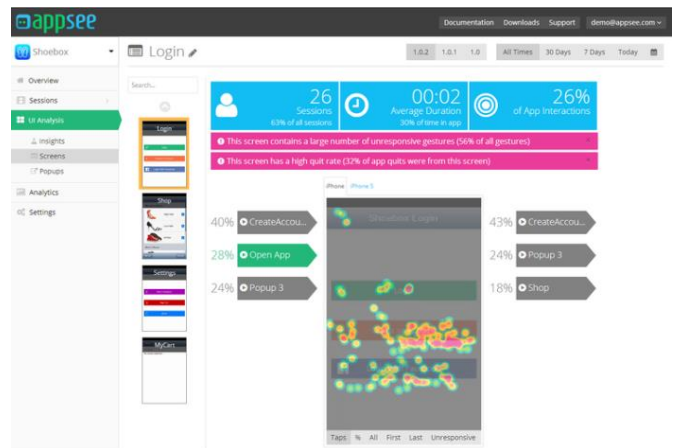 appsee
Documentation Downloads Support demo@appsee.com
Shoebox
Login
1.0.2 1.0.1 1.0
All Times 30 Days 7 Days Today
Overview
Sessions
UI Analysis
Insights
Screens
Popups
Analytics
Settings
Search...
Login
Shop
Settings
MyCart
26
Sessions
63% of all sessions
00:02
Average Duration
30% of time in app
26%
of App Interactions
This screen contains a large number of unresponsive gestures (56% of all gestures)
This screen has a high quit rate (32% of app quits were from this screen)
iPhone iPhone 5
40% CreateAccou...
28% Open App
24% Popup 3
Shoebox Login
43% CreateAccou...
24% Popup 3
18% Shop
Taps % All First Last Unresponsive